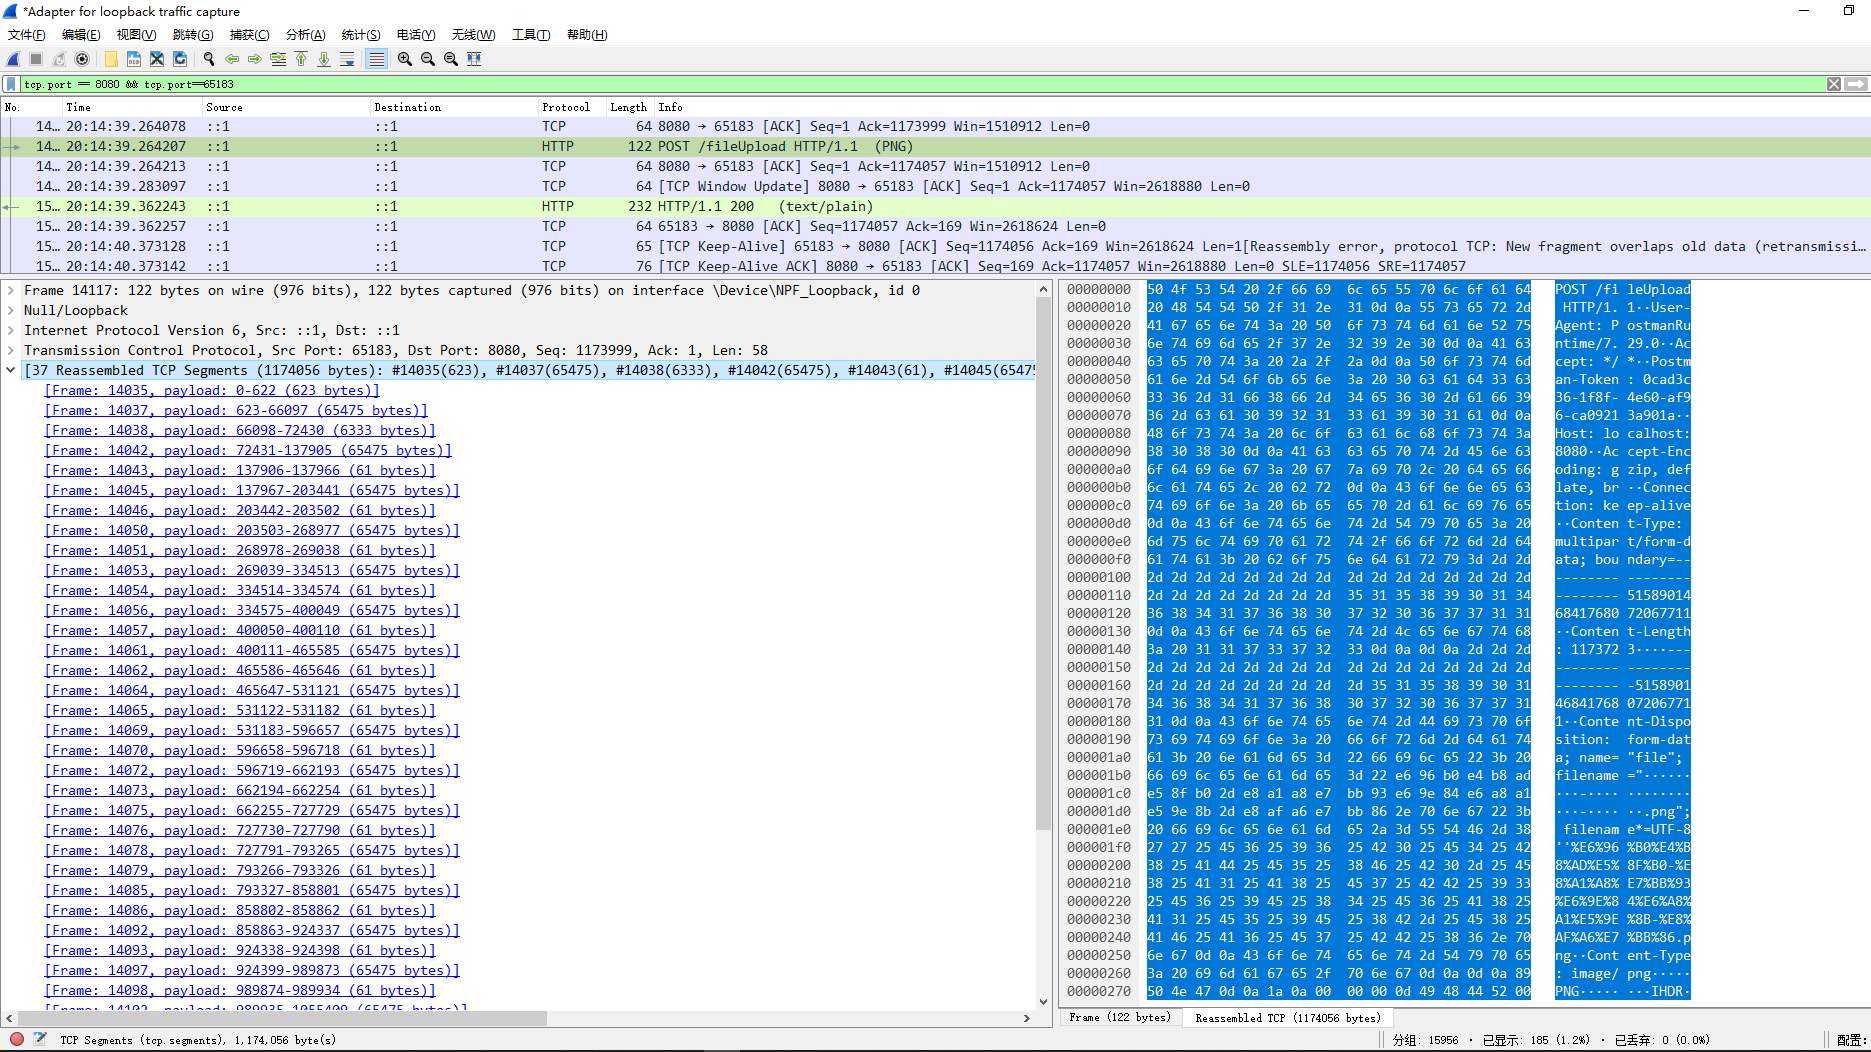 *Adapter for loopback traffic capture
文件(F) 编辑(E) 视图(V) 跳转(G) 捕获(C) 分析(A) 统计(S) 电话(Y) 无线(W) 工具(T) 帮助(H)
tcp.port == 8080 && tcp.port==65183
No. Time Source Destination Protocol Length Info
14… 20:14:39.264078 ::1 ::1 TCP 64 8080 → 65183 [ACK] Seq=1 Ack=1173999 Win=1510912 Len=0
14… 20:14:39.264207 ::1 ::1 HTTP 122 POST /fileUpload HTTP/1.1 (PNG)
14… 20:14:39.264213 ::1 ::1 TCP 64 8080 → 65183 [ACK] Seq=1 Ack=1174057 Win=1510912 Len=0
14… 20:14:39.283097 ::1 ::1 TCP 64 [TCP Window Update] 8080 → 65183 [ACK] Seq=1 Ack=1174057 Win=2618880 Len=0
15… 20:14:39.362243 ::1 ::1 HTTP 232 HTTP/1.1 200 (text/plain)
15… 20:14:39.362257 ::1 ::1 TCP 64 65183 → 8080 [ACK] Seq=1174057 Ack=169 Win=2618624 Len=0
15… 20:14:40.373128 ::1 ::1 TCP 65 [TCP Keep-Alive] 65183 → 8080 [ACK] Seq=1174056 Ack=169 Win=2618624 Len=1[Reassembly error, protocol TCP: New fragment overlaps old data (retransmissi…
15… 20:14:40.373142 ::1 ::1 TCP 76 [TCP Keep-Alive ACK] 8080 → 65183 [ACK] Seq=169 Ack=1174057 Win=2618880 Len=0 SLE=1174056 SRE=1174057
Frame 14117: 122 bytes on wire (976 bits), 122 bytes captured (976 bits) on interface \Device\NPF_Loopback, id 0
Null/Loopback
Internet Protocol Version 6, Src: ::1, Dst: ::1
Transmission Control Protocol, Src Port: 65183, Dst Port: 8080, Seq: 1173999, Ack: 1, Len: 58
[37 Reassembled TCP Segments (1174056 bytes): #14035(623), #14037(65475), #14038(6333), #14042(65475), #14043(61), #14045(65475
[Frame: 14035, payload: 0-622 (623 bytes)]
[Frame: 14037, payload: 623-66097 (65475 bytes)]
[Frame: 14038, payload: 66098-72430 (6333 bytes)]
[Frame: 14042, payload: 72431-137905 (65475 bytes)]
[Frame: 14043, payload: 137906-137966 (61 bytes)]
[Frame: 14045, payload: 137967-203441 (65475 bytes)]
[Frame: 14046, payload: 203442-203502 (61 bytes)]
[Frame: 14050, payload: 203503-268977 (65475 bytes)]
[Frame: 14051, payload: 268978-269038 (61 bytes)]
[Frame: 14053, payload: 269039-334513 (65475 bytes)]
[Frame: 14054, payload: 334514-334574 (61 bytes)]
[Frame: 14056, payload: 334575-400049 (65475 bytes)]
[Frame: 14057, payload: 400050-400110 (61 bytes)]
[Frame: 14061, payload: 400111-465585 (65475 bytes)]
[Frame: 14062, payload: 465586-465646 (61 bytes)]
[Frame: 14064, payload: 465647-531121 (65475 bytes)]
[Frame: 14065, payload: 531122-531182 (61 bytes)]
[Frame: 14069, payload: 531183-596657 (65475 bytes)]
[Frame: 14070, payload: 596658-596718 (61 bytes)]
[Frame: 14072, payload: 596719-662193 (65475 bytes)]
[Frame: 14073, payload: 662194-662254 (61 bytes)]
[Frame: 14075, payload: 662255-727729 (65475 bytes)]
[Frame: 14076, payload: 727730-727790 (61 bytes)]
[Frame: 14078, payload: 727791-793265 (65475 bytes)]
[Frame: 14079, payload: 793266-793326 (61 bytes)]
[Frame: 14085, payload: 793327-858801 (65475 bytes)]
[Frame: 14086, payload: 858802-858862 (61 bytes)]
[Frame: 14092, payload: 858863-924337 (65475 bytes)]
[Frame: 14093, payload: 924338-924398 (61 bytes)]
[Frame: 14097, payload: 924399-989873 (65475 bytes)]
[Frame: 14098, payload: 989874-989934 (61 bytes)]
[Frame: 14102, payload: 989935-1055409 (65475 bytes)]
00000000 50 4f 53 54 20 2f 66 69 6c 65 55 70 6c 6f 61 64 POST /fi leUpload
00000010 20 48 54 54 50 2f 31 2e 31 0d 0a 55 73 65 72 2d HTTP/1. 1··User-
00000020 41 67 65 6e 74 3a 20 50 6f 73 74 6d 61 6e 52 75 Agent: P ostmanRu
00000030 6e 74 69 6d 65 2f 37 2e 32 39 2e 30 0d 0a 41 63 ntime/7. 29.0··Ac
00000040 63 65 70 74 3a 20 2a 2f 2a 0d 0a 50 6f 73 74 6d cept: */ *··Postm
00000050 61 6e 2d 54 6f 6b 65 6e 3a 20 30 63 61 64 33 63 an-Token : 0cad3c
00000060 33 36 2d 31 66 38 66 2d 34 65 36 30 2d 61 66 39 36-1f8f- 4e60-af9
00000070 36 2d 63 61 30 39 32 31 33 61 39 30 31 61 0d 0a 6-ca0921 3a901a··
00000080 48 6f 73 74 3a 20 6c 6f 63 61 6c 68 6f 73 74 3a Host: lo calhost:
00000090 38 30 38 30 0d 0a 41 63 63 65 70 74 2d 45 6e 63 8080··Ac cept-Enc
000000a0 6f 64 69 6e 67 3a 20 67 7a 69 70 2c 20 64 65 66 oding: g zip, def
000000b0 6c 61 74 65 2c 20 62 72 0d 0a 43 6f 6e 6e 65 63 late, br ··Connec
000000c0 74 69 6f 6e 3a 20 6b 65 65 70 2d 61 6c 69 76 65 tion: ke ep-alive
000000d0 0d 0a 43 6f 6e 74 65 6e 74 2d 54 79 70 65 3a 20 ··Conten t-Type:
000000e0 6d 75 6c 74 69 70 61 72 74 2f 66 6f 72 6d 2d 64 multipar t/form-d
000000f0 61 74 61 3b 20 62 6f 75 6e 64 61 72 79 3d 2d 2d ata; bou ndary=--
00000100 2d 2d 2d 2d 2d 2d 2d 2d 2d 2d 2d 2d 2d 2d 2d 2d -------- --------
00000110 2d 2d 2d 2d 2d 2d 2d 2d 35 31 35 38 39 30 31 34 -------- 51589014
00000120 36 38 34 31 37 36 38 30 37 32 30 36 37 37 31 31 68417680 72067711
00000130 0d 0a 43 6f 6e 74 65 6e 74 2d 4c 65 6e 67 74 68 ··Conten t-Length
00000140 3a 20 31 31 37 33 37 32 33 0d 0a 0d 0a 2d 2d 2d : 117372 3····---
00000150 2d 2d 2d 2d 2d 2d 2d 2d 2d 2d 2d 2d 2d 2d 2d 2d -------- --------
00000160 2d 2d 2d 2d 2d 2d 2d 2d 2d 35 31 35 38 39 30 31 -------- -5158901
00000170 34 36 38 34 31 37 36 38 30 37 32 30 36 37 37 31 46841768 07206771
00000180 31 0d 0a 43 6f 6e 74 65 6e 74 2d 44 69 73 70 6f 1··Conte nt-Dispo
00000190 73 69 74 69 6f 6e 3a 20 66 6f 72 6d 2d 64 61 74 sition: form-dat
000001a0 61 3b 20 6e 61 6d 65 3d 22 66 69 6c 65 22 3b 20 a; name= "file";
000001b0 66 69 6c 65 6e 61 6d 65 3d 22 e6 96 b0 e4 b8 ad filename ="······
000001c0 e5 8f b0 2d e8 a1 a8 e7 bb 93 e6 9e 84 e6 a8 a1 ···-···· ········
000001d0 e5 9e 8b 2d e8 af a6 e7 bb 86 2e 70 6e 67 22 3b ···-···· ··.png";
000001e0 20 66 69 6c 65 6e 61 6d 65 2a 3d 55 54 46 2d 38 filenam e*=UTF-8
000001f0 27 27 25 45 36 25 39 36 25 42 30 25 45 34 25 42 ''%E6%96 %B0%E4%B
00000200 38 25 41 44 25 45 35 25 38 46 25 42 30 2d 25 45 8%AD%E5% 8F%B0-%E
00000210 38 25 41 31 25 41 38 25 45 37 25 42 42 25 39 33 8%A1%A8% E7%BB%93
00000220 25 45 36 25 39 45 25 38 34 25 45 36 25 41 38 25 %E6%9E%8 4%E6%A8%
00000230 41 31 25 45 35 25 39 45 25 38 42 2d 25 45 38 25 A1%E5%9E %8B-%E8%
00000240 41 46 25 41 36 25 45 37 25 42 42 25 38 36 2e 70 AF%A6%E7 %BB%86.p
00000250 6e 67 0d 0a 43 6f 6e 74 65 6e 74 2d 54 79 70 65 ng··Cont ent-Type
00000260 3a 20 69 6d 61 67 65 2f 70 6e 67 0d 0a 0d 0a 89 : image/ png·····
00000270 50 4e 47 0d 0a 1a 0a 00 00 00 0d 49 48 44 52 00 PNG····· ···IHDR·
Frame (122 bytes) Reassembled TCP (1174056 bytes)
TCP Segments (tcp.segments), 1,174,056 byte(s) 分组: 15956 · 已显示: 185 (1.2%) · 已丢弃: 0 (0.0%) 配置: